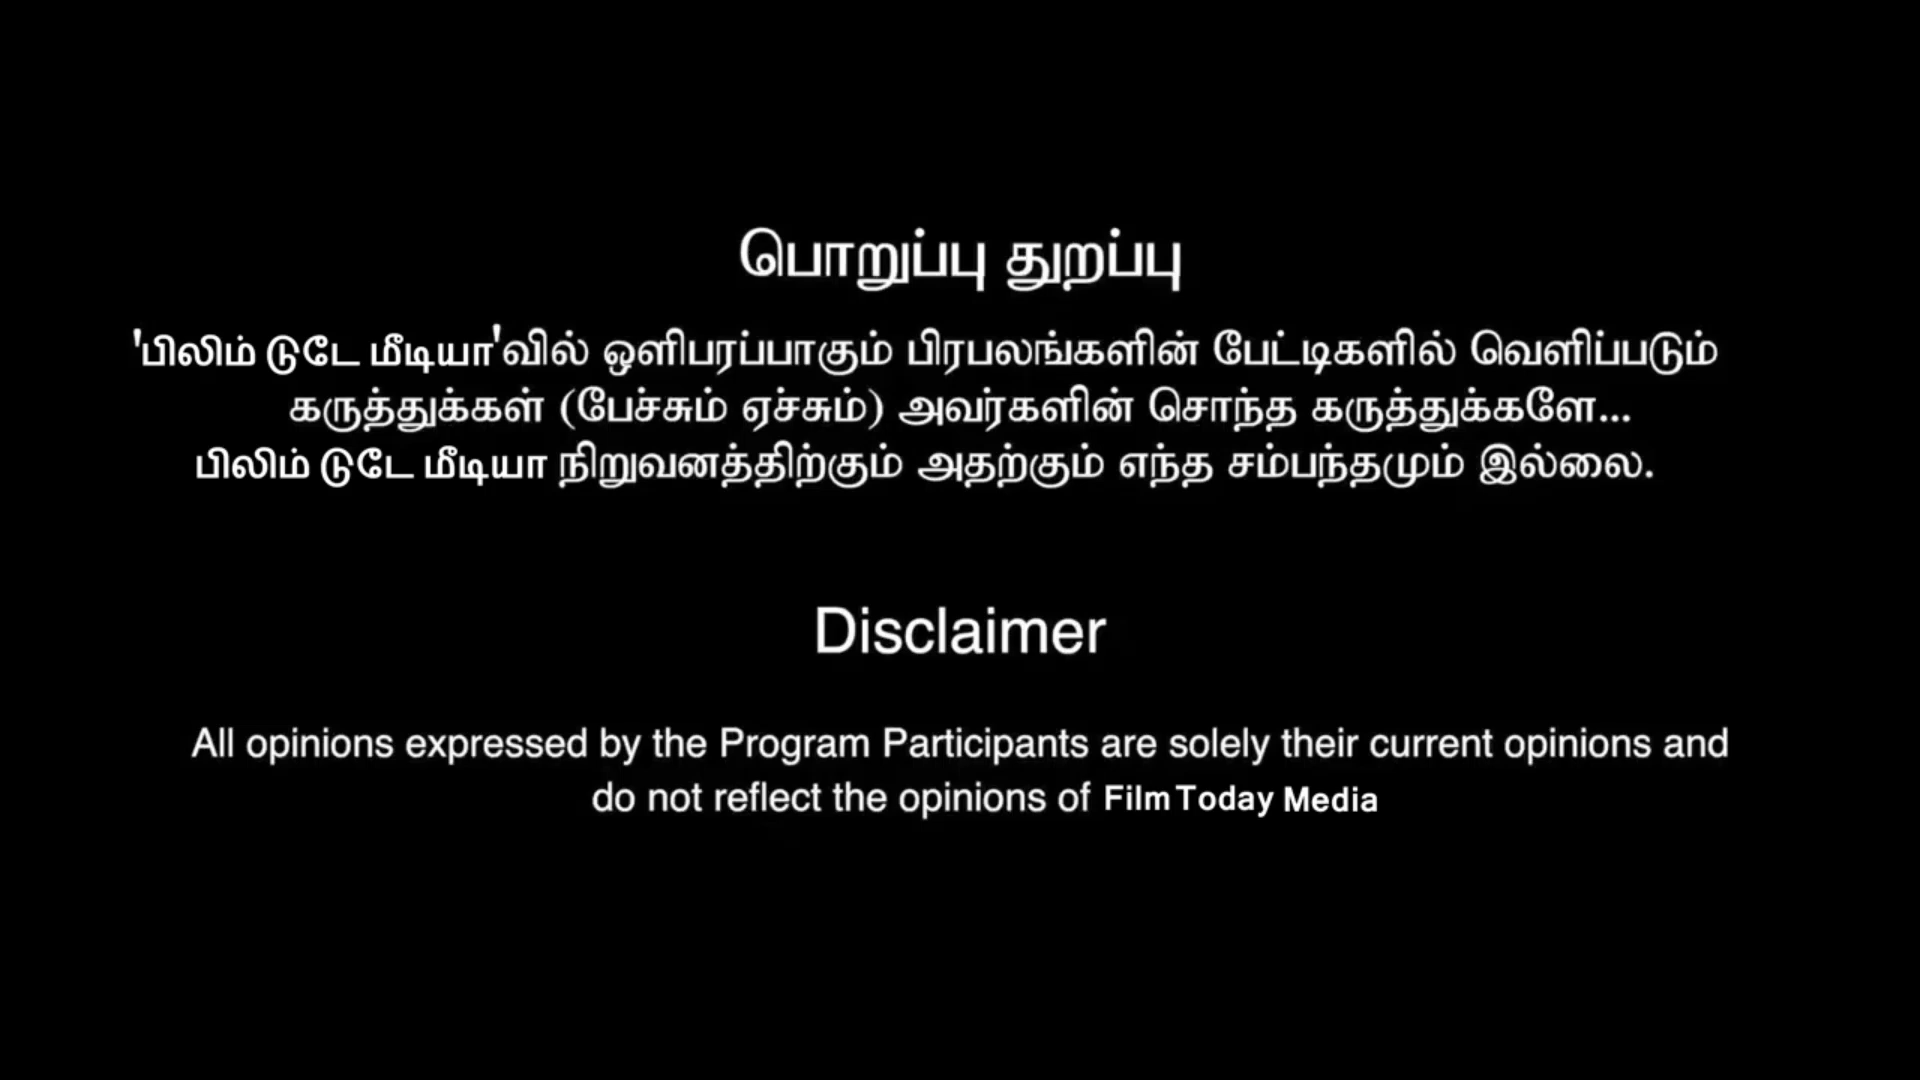 பொறுப்பு துறப்பு
'பிலிம் டுடே மீடியா'வில் ஒளிபரப்பாகும் பிரபலங்களின் பேட்டிகளில் வெளிப்படும்
கருத்துக்கள் (பேச்சும் ஏச்சும்) அவர்களின் சொந்த கருத்துக்களே...
பிலிம் டுடே மீடியா நிறுவனத்திற்கும் அதற்கும் எந்த சம்பந்தமும் இல்லை.
Disclaimer
All opinions expressed by the Program Participants are solely their current opinions and
do not reflect the opinions of Film Today Media